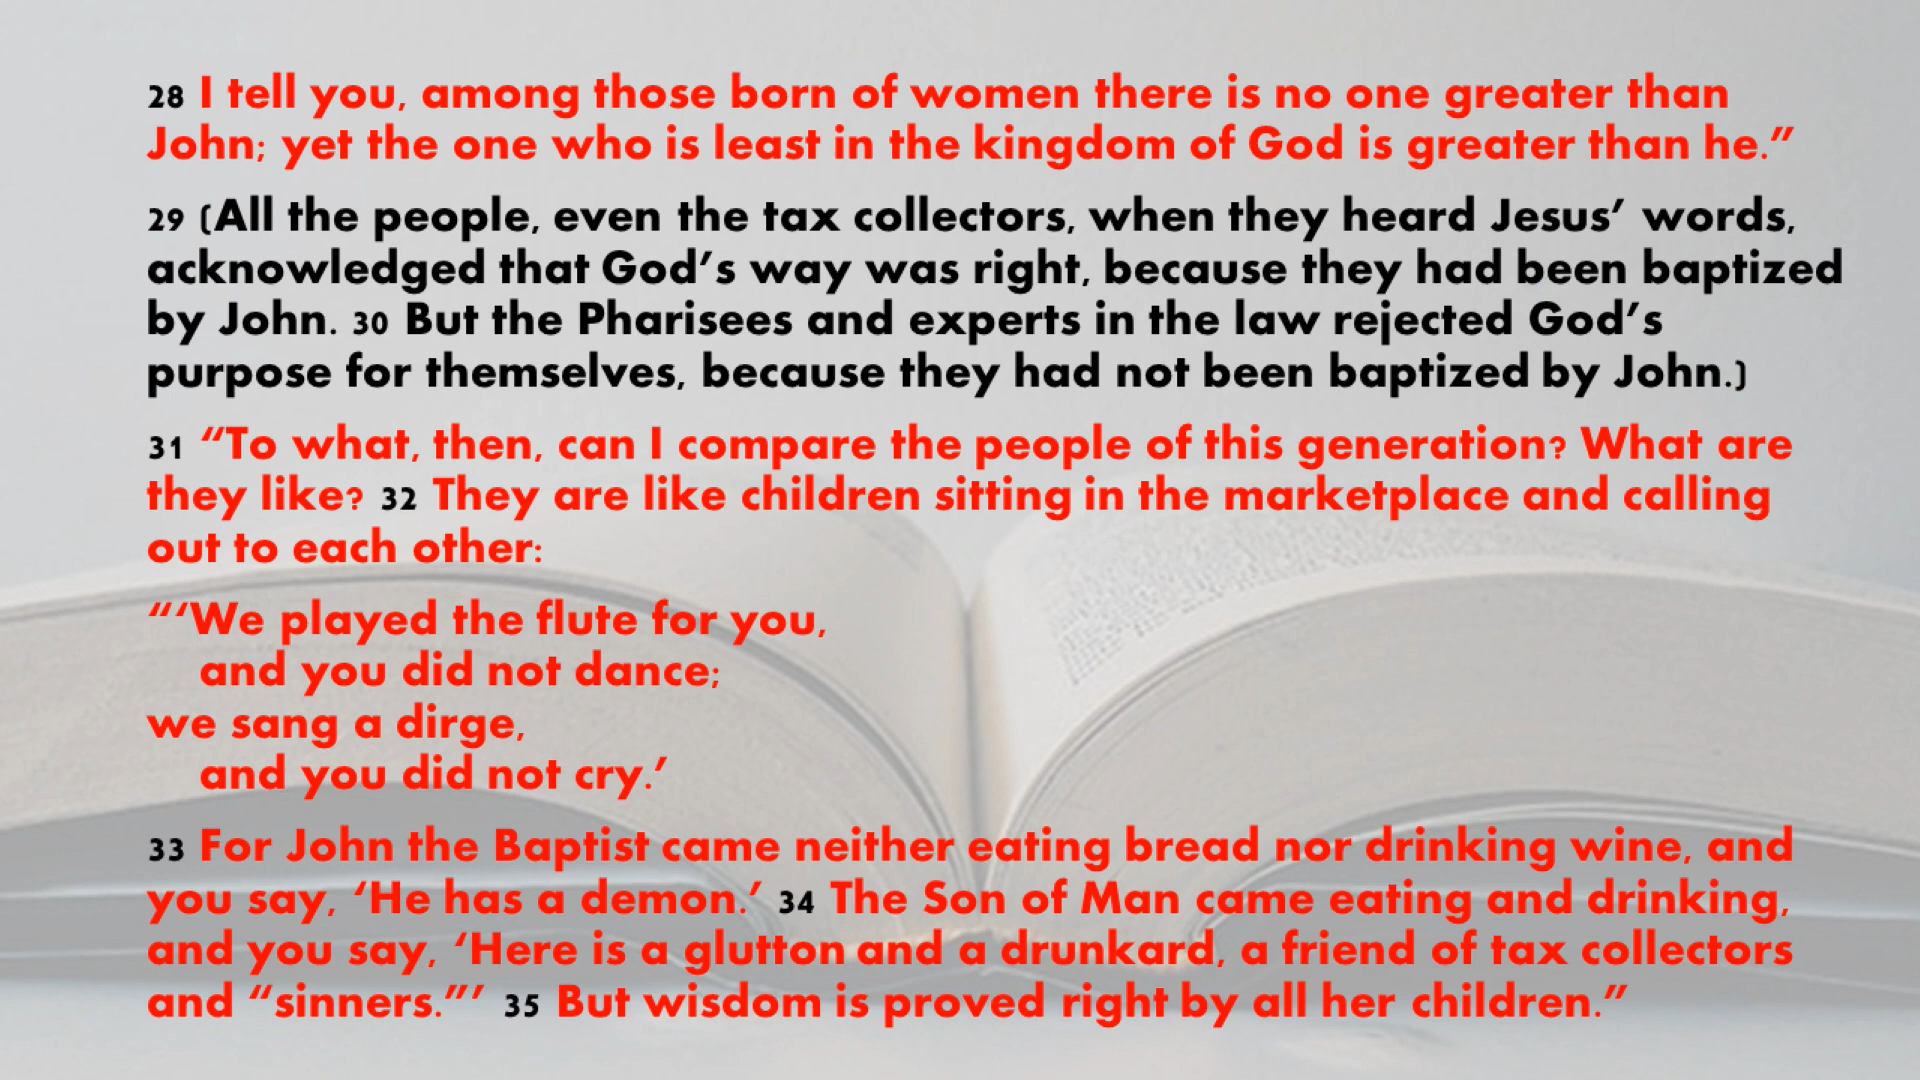 28 I tell you, among those born of women there is no one greater than
John; yet the one who is least in the kingdom of God is greater than he.”
29 (All the people, even the tax collectors, when they heard Jesus’ words,
acknowledged that God’s way was right, because they had been baptized
by John. 30 But the Pharisees and experts in the law rejected God’s
purpose for themselves, because they had not been baptized by John.)
31 “To what, then, can I compare the people of this generation? What are
they like? 32 They are like children sitting in the marketplace and calling
out to each other:
“‘We played the flute for you,
and you did not dance;
we sang a dirge,
and you did not cry.’
33 For John the Baptist came neither eating bread nor drinking wine, and
you say, ‘He has a demon.’ 34 The Son of Man came eating and drinking,
and you say, ‘Here is a glutton and a drunkard, a friend of tax collectors
and “sinners.”’ 35 But wisdom is proved right by all her children.”